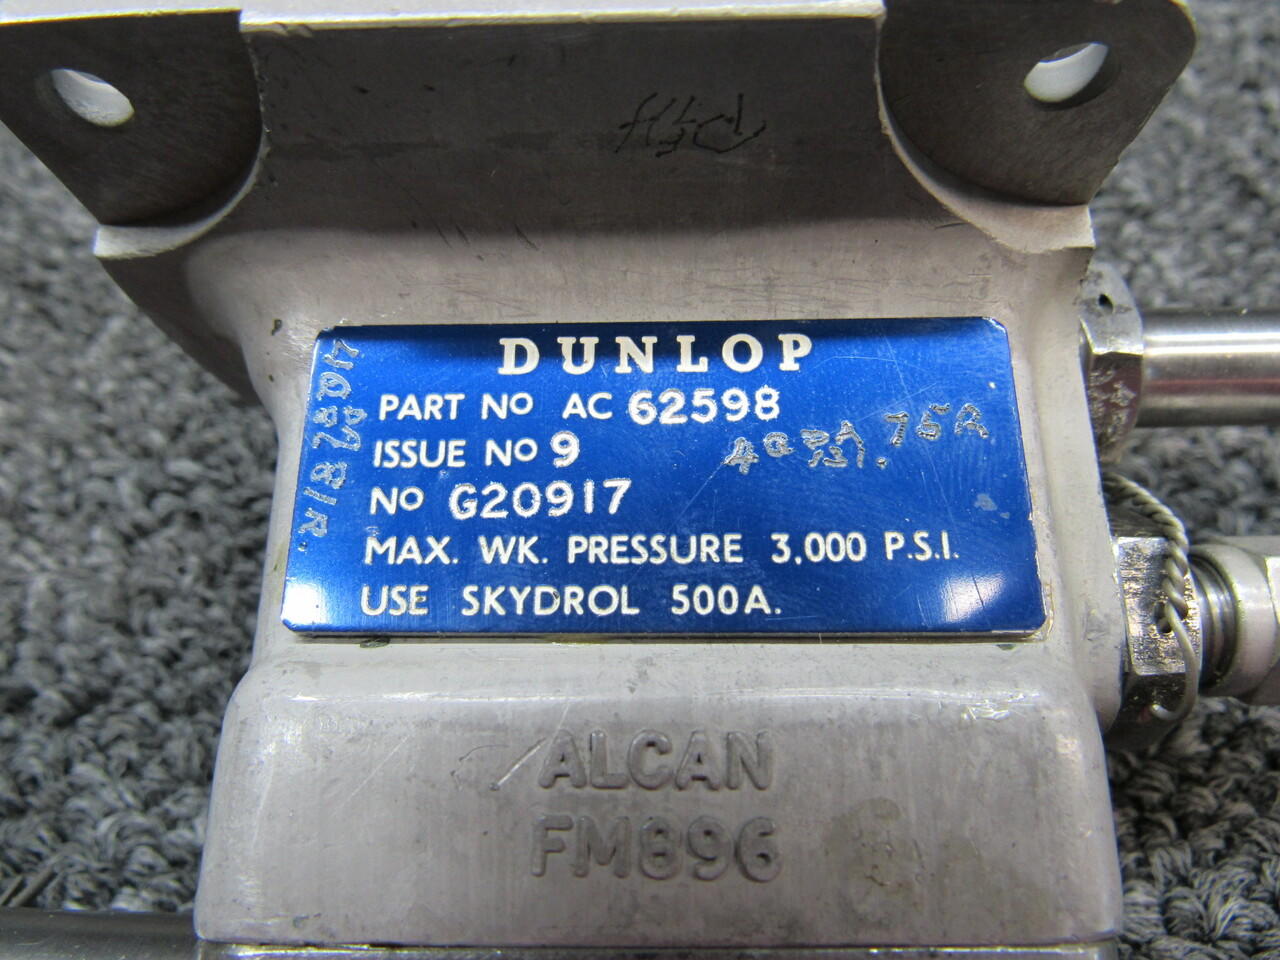 DUNLOP
PART NO AC 62598
ISSUE NO 9
NO G20917
MAX. WK. PRESSURE 3,000 P.S.I.
USE SKYDROL 500A.
ALCAN
FM896